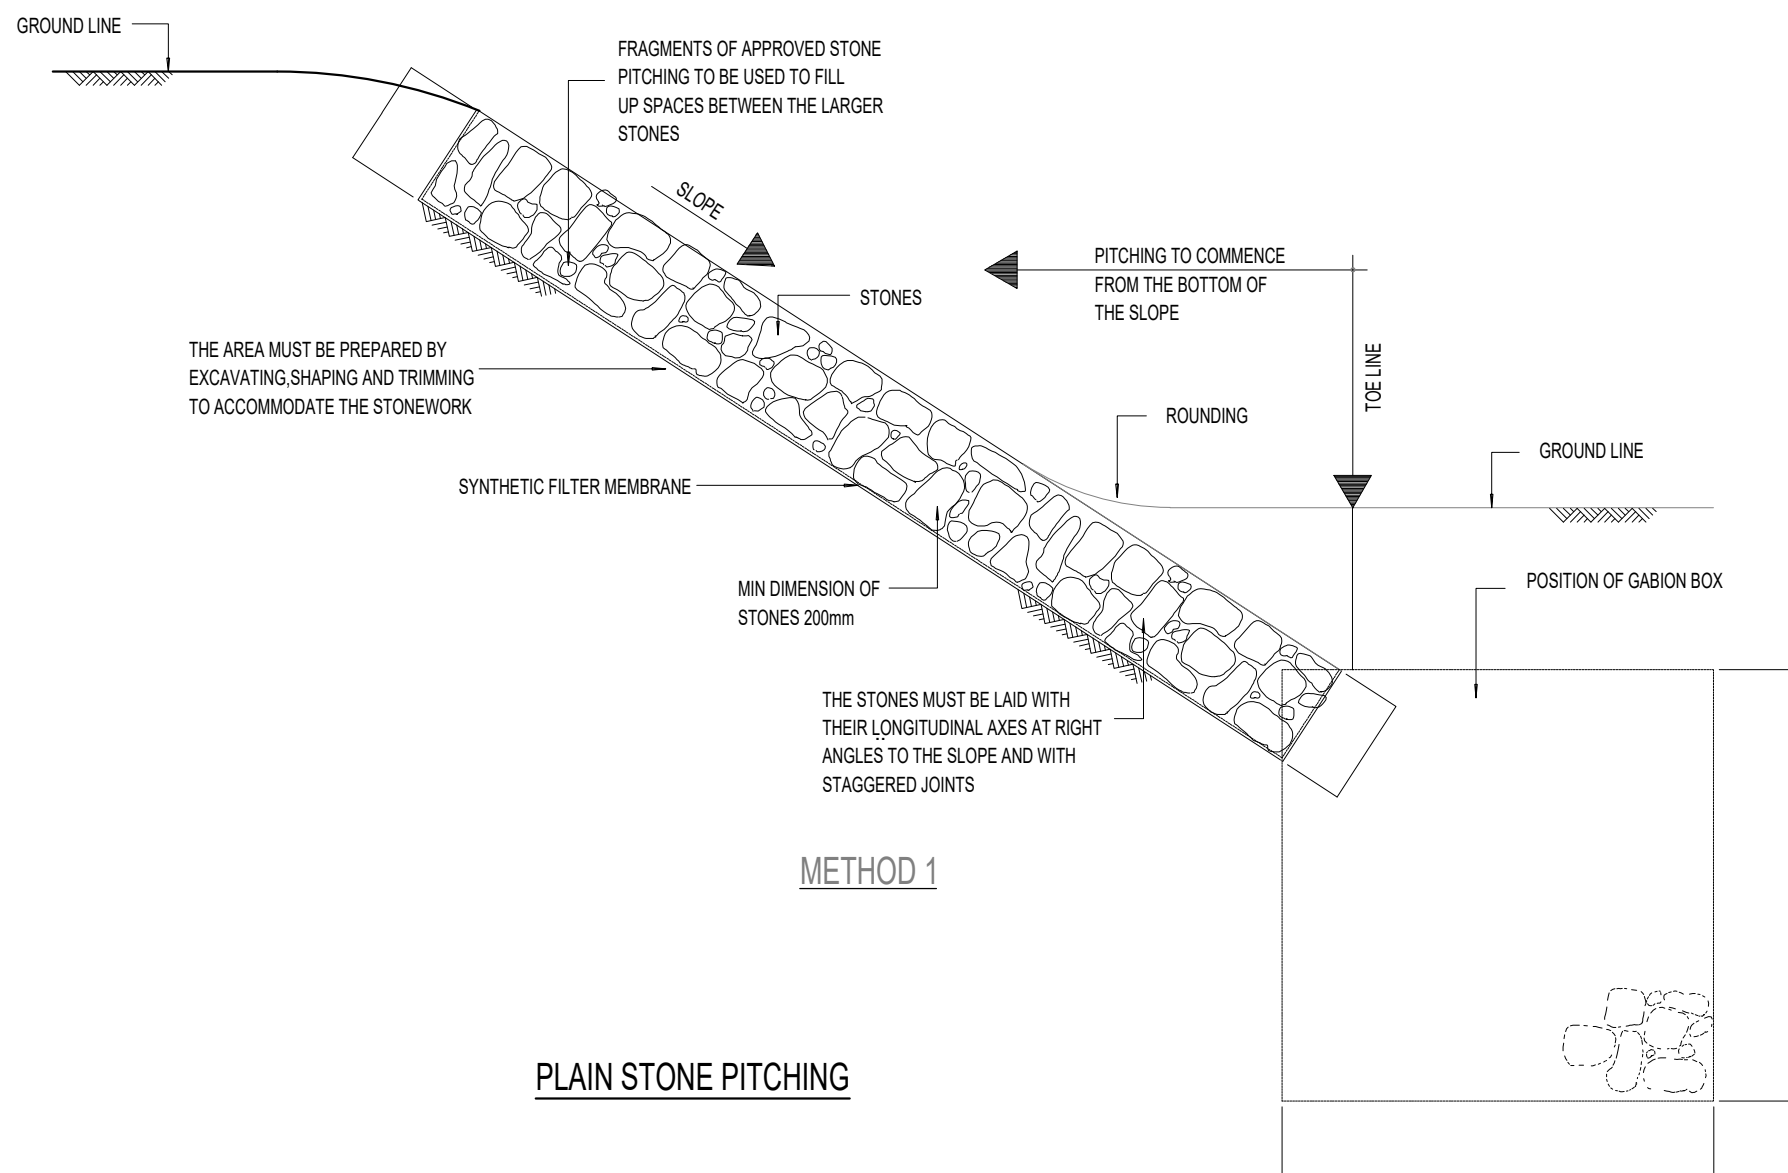 GROUND LINE
FRAGMENTS OF APPROVED STONE
PITCHING TO BE USED TO FILL
UP SPACES BETWEEN THE LARGER
STONES
SLOPE
PITCHING TO COMMENCE
FROM THE BOTTOM OF
THE SLOPE
STONES
THE AREA MUST BE PREPARED BY
EXCAVATING,SHAPING AND TRIMMING
TO ACCOMMODATE THE STONEWORK
TOE LINE
ROUNDING
GROUND LINE
SYNTHETIC FILTER MEMBRANE
POSITION OF GABION BOX
MIN DIMENSION OF
STONES 200mm
THE STONES MUST BE LAID WITH
THEIR LONGITUDINAL AXES AT RIGHT
ANGLES TO THE SLOPE AND WITH
STAGGERED JOINTS
METHOD 1
PLAIN STONE PITCHING